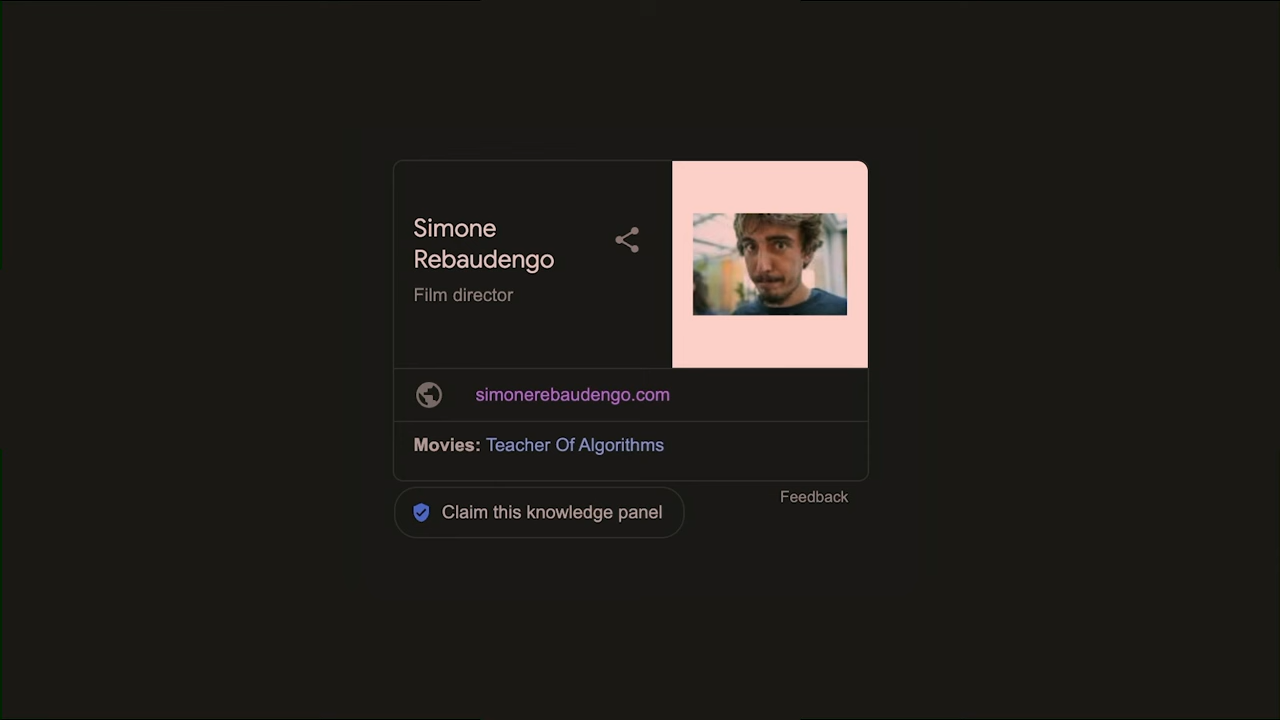 Simone
Rebaudengo
Film director
simonerebaudengo.com
Movies: Teacher Of Algorithms
Feedback
Claim this knowledge panel